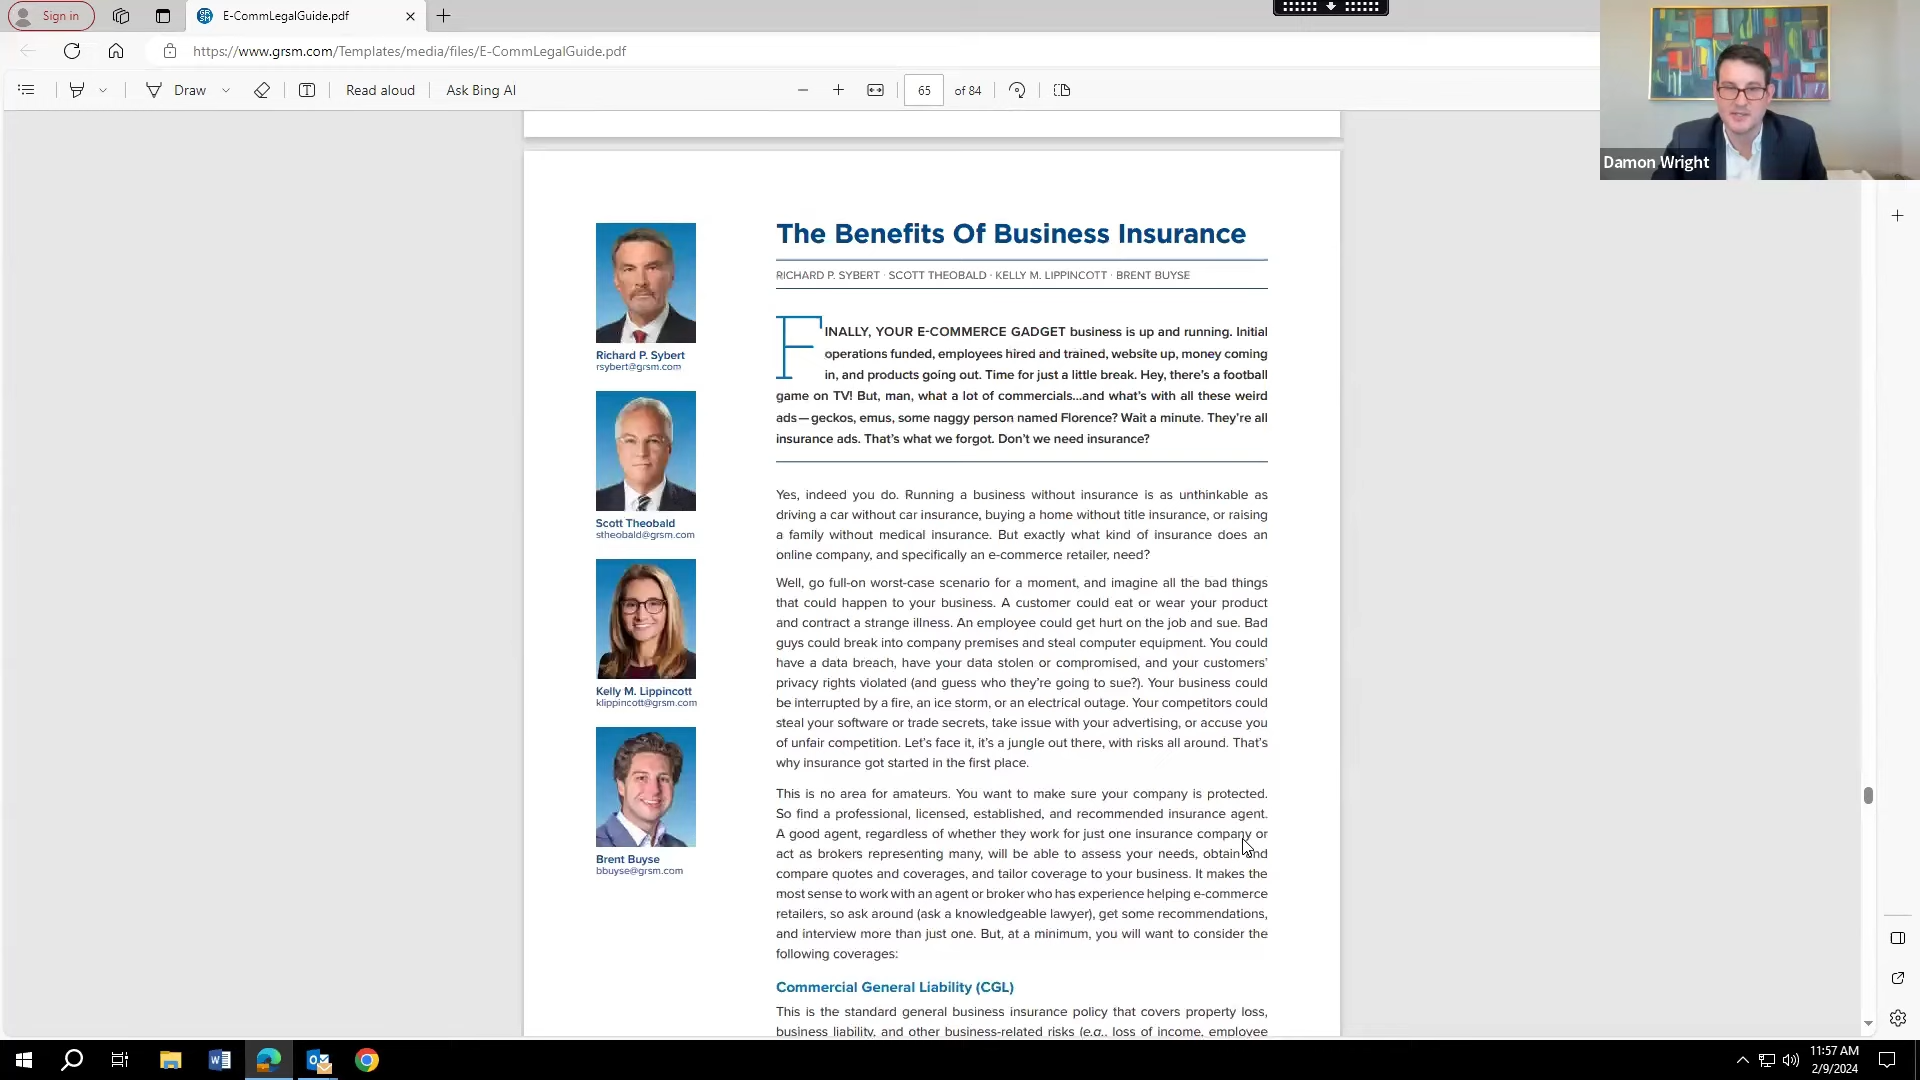 Sign in
E-CommLegalGuide.pdf
https://www.grsm.com/Templates/media/files/E-CommLegalGuide.pdf
Draw
Read aloud
Ask Bing AI
65
of 84
Damon Wright
The Benefits Of Business Insurance
RICHARD P. SYBERT · SCOTT THEOBALD · KELLY M. LIPPINCOTT · BRENT BUYSE
FINALLY, YOUR E-COMMERCE GADGET business is up and running. Initial
operations funded, employees hired and trained, website up, money coming
in, and products going out. Time for just a little break. Hey, there's a football
game on TV! But, man, what a lot of commercials...and what's with all these weird
ads—geckos, emus, some naggy person named Florence? Wait a minute. They're all
insurance ads. That's what we forgot. Don't we need insurance?
Richard P. Sybert
rsybert@grsm.com
Scott Theobald
stheobald@grsm.com
Kelly M. Lippincott
klippincott@grsm.com
Brent Buyse
bbuyse@grsm.com
Yes, indeed you do. Running a business without insurance is as unthinkable as
driving a car without car insurance, buying a home without title insurance, or raising
a family without medical insurance. But exactly what kind of insurance does an
online company, and specifically an e-commerce retailer, need?
Well, go full-on worst-case scenario for a moment, and imagine all the bad things
that could happen to your business. A customer could eat or wear your product
and contract a strange illness. An employee could get hurt on the job and sue. Bad
guys could break into company premises and steal computer equipment. You could
have a data breach, have your data stolen or compromised, and your customers'
privacy rights violated (and guess who they're going to sue?). Your business could
be interrupted by a fire, an ice storm, or an electrical outage. Your competitors could
steal your software or trade secrets, take issue with your advertising, or accuse you
of unfair competition. Let's face it, it's a jungle out there, with risks all around. That's
why insurance got started in the first place.
This is no area for amateurs. You want to make sure your company is protected.
So find a professional, licensed, established, and recommended insurance agent.
A good agent, regardless of whether they work for just one insurance company or
act as brokers representing many, will be able to assess your needs, obtain and
compare quotes and coverages, and tailor coverage to your business. It makes the
most sense to work with an agent or broker who has experience helping e-commerce
retailers, so ask around (ask a knowledgeable lawyer), get some recommendations,
and interview more than just one. But, at a minimum, you will want to consider the
following coverages:
Commercial General Liability (CGL)
This is the standard general business insurance policy that covers property loss,
business liability, and other business-related risks (e.g., loss of income, employee
11:57 AM
2/9/2024